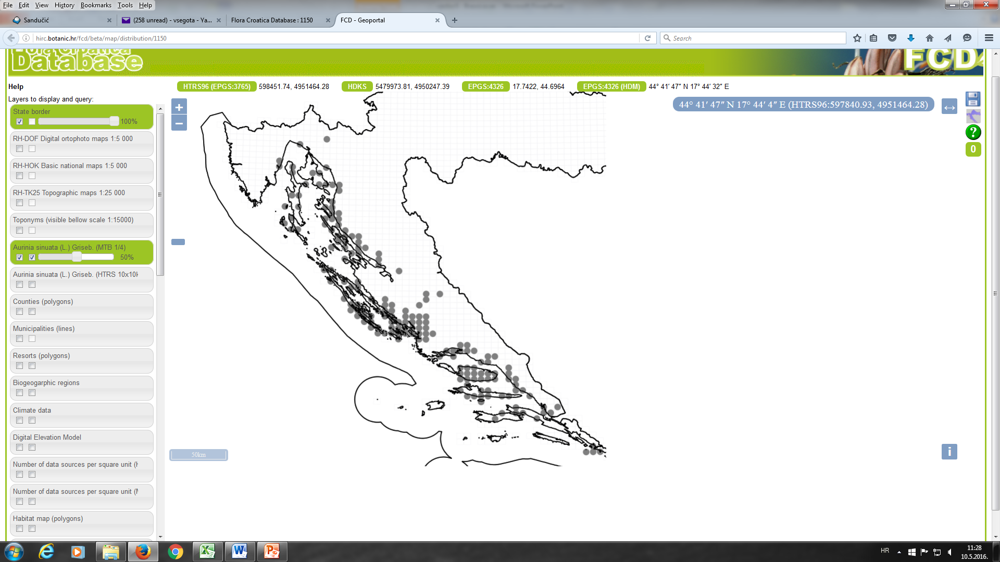 File Edit View History Bookmarks Tools Help
Sandučić
(258 unread) - vsegota - Ya...
Flora Croatica Database : 1150
FCD - Geoportal
hirc.botanic.hr/fcd/beta/map/distribution/1150
Search
Flora Croatica
Database
FCD
Help
HTRS96 (EPGS:3765) 598451.74, 4951464.28 HDKS 5479973.81, 4950247.39 EPGS:4326 17.7422, 44.6964 EPGS:4326 (HDM) 44° 41′ 47″ N 17° 44′ 32″ E
Layers to display and query:
44° 41′ 47″ N 17° 44′ 4″ E (HTRS96:597840.93, 4951464.28)
State border
100%
RH-DOF Digital ortophoto maps 1:5 000
RH-HOK Basic national maps 1:5 000
RH-TK25 Topographic maps 1:25 000
Toponyms (visible bellow scale 1:15000)
Aurinia sinuata (L.) Griseb. (MTB 1/4)
50%
Aurinia sinuata (L.) Griseb. (HTRS 10x10k
Counties (polygons)
Municipalities (lines)
Resorts (polygons)
Biogeogarphic regions
Climate data
Digital Elevation Model
Number of data sources per square unit (h
Number of data sources per square unit (M
Habitat map (polygons)
+
−
?
0
50km
i
HR
11:28
10.5.2016.